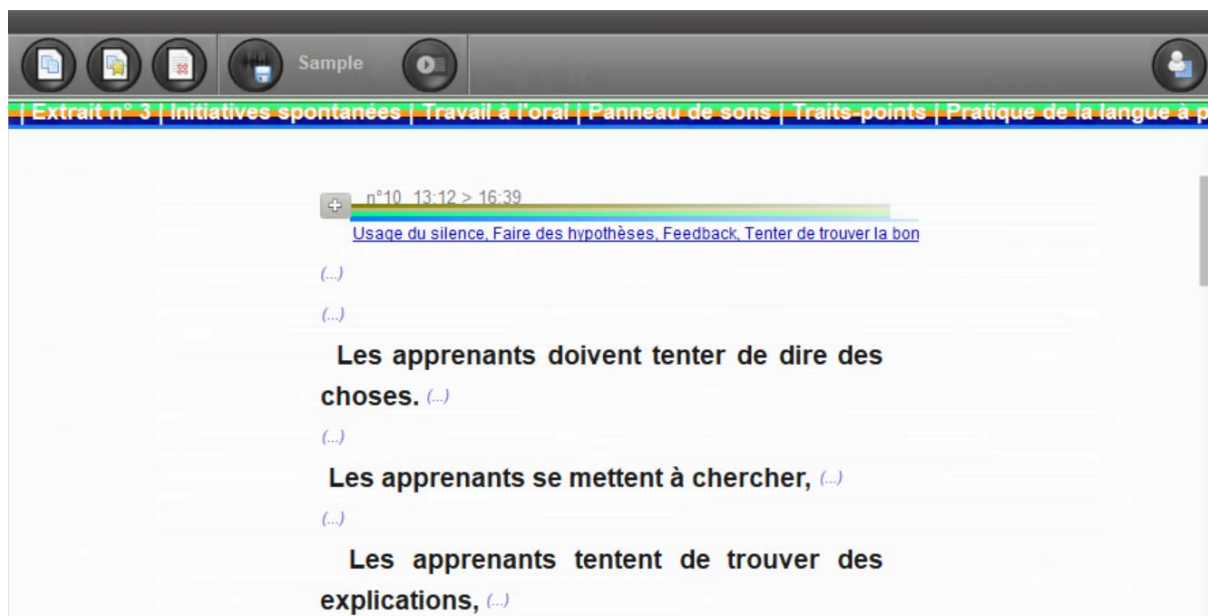 Sample
| Extrait n° 3 | Initiatives spontanées | Travail à l'oral | Panneau de sons | Traits-points | Pratique de la langue à p
n°10 13:12 > 16:39
Usage du silence, Faire des hypothèses, Feedback, Tenter de trouver la bon
(...)
(...)
Les apprenants doivent tenter de dire des
choses. (...)
(...)
Les apprenants se mettent à chercher, (...)
(...)
Les apprenants tentent de trouver des
explications, (...)